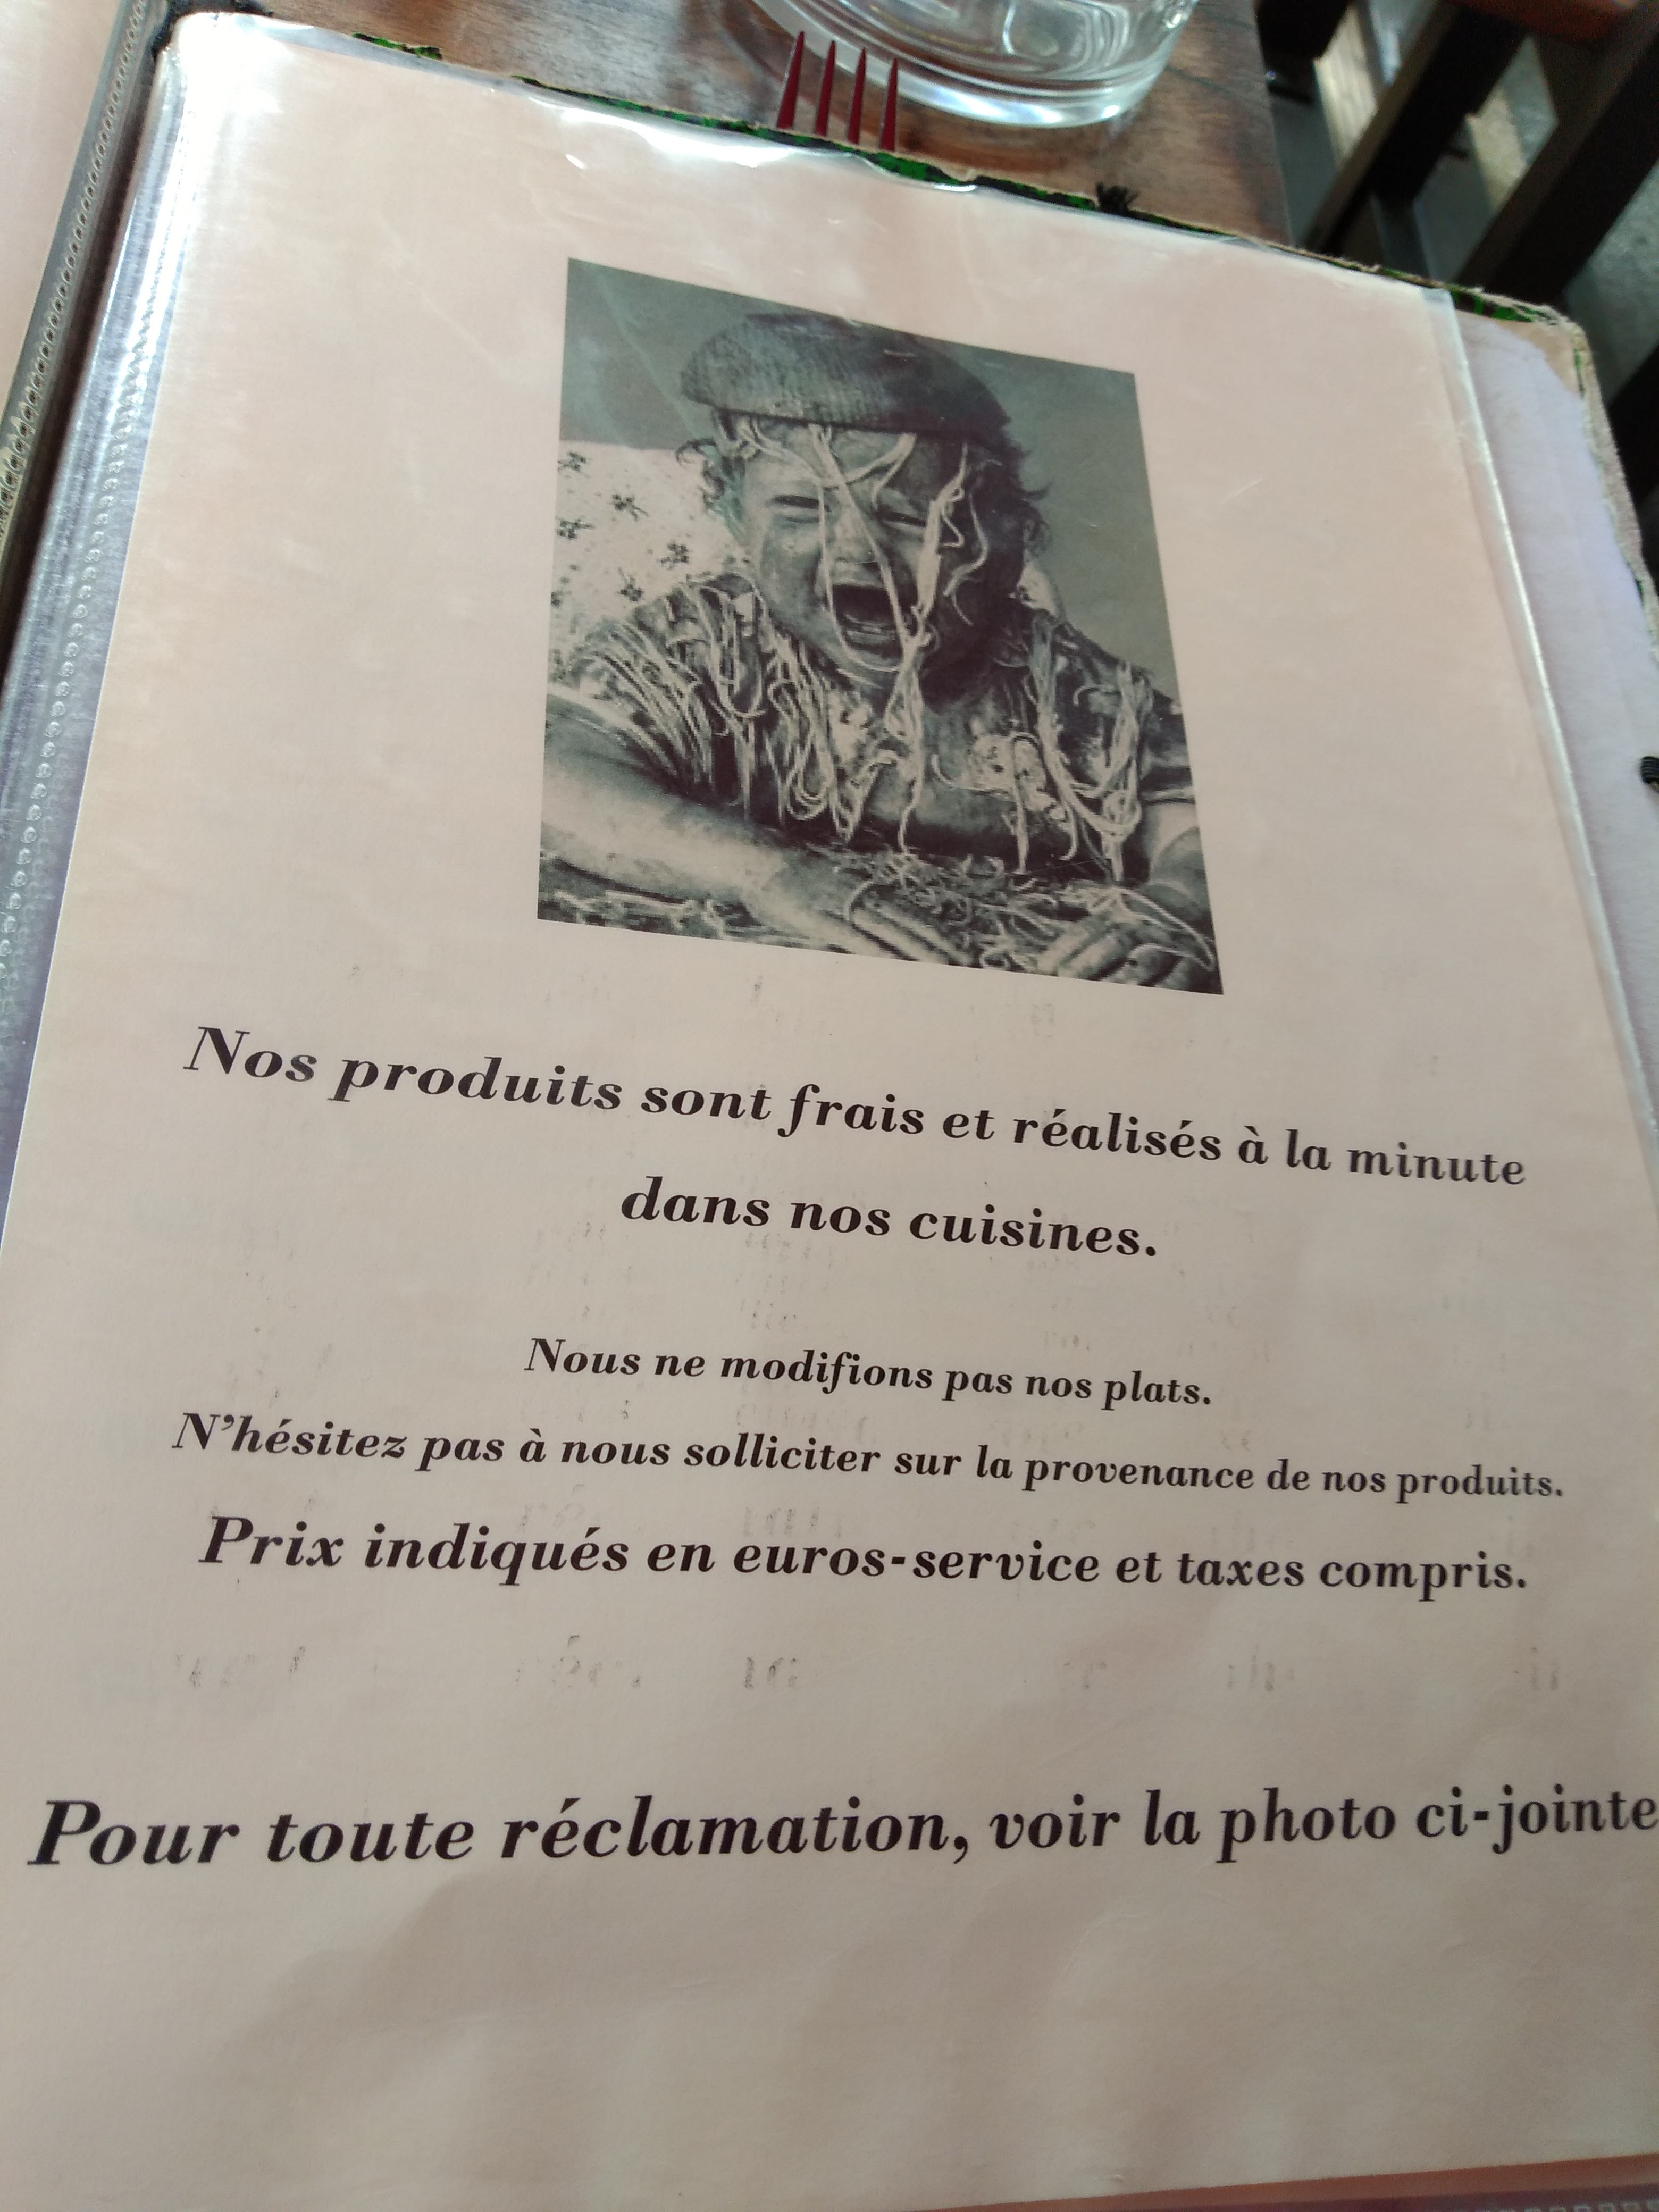 Nos produits sont frais et réalisés à la minute
dans nos cuisines.
Nous ne modifions pas nos plats.
N'hésitez pas à nous solliciter sur la provenance de nos produits.
Prix indiqués en euros-service et taxes compris.
Pour toute réclamation, voir la photo ci-jointe